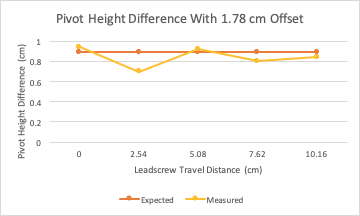 Pivot Height Difference With 1.78 cm Offset
Pivot Height Difference (cm)
1
0.8
0.6
0.4
0.2
0
0 2.54 5.08 7.62 10.16
Leadscrew Travel Distance (cm)
Expected Measured